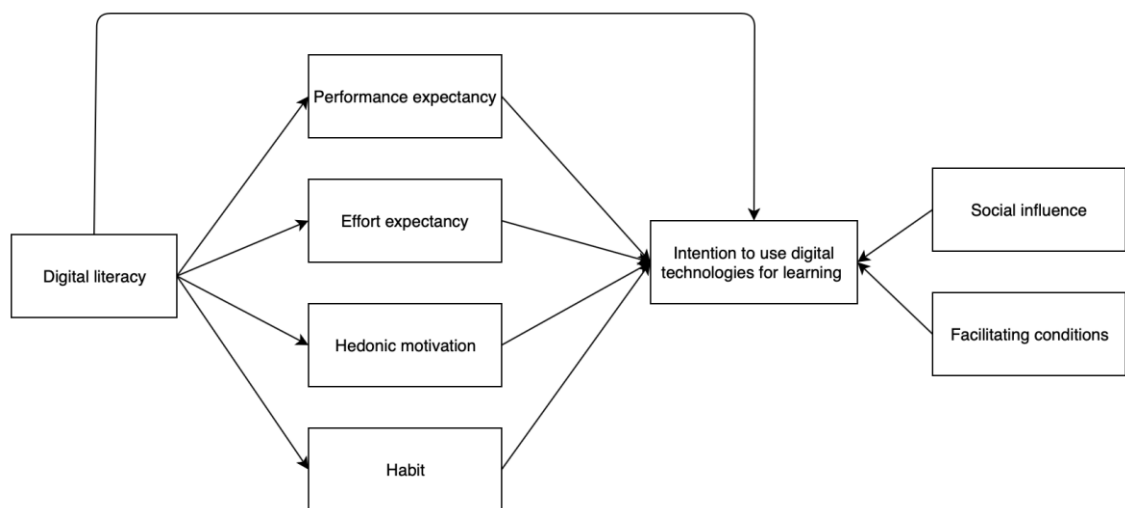 Performance expectancy
Effort expectancy
Digital literacy
Hedonic motivation
Habit
Intention to use digital
technologies for learning
Social influence
Facilitating conditions